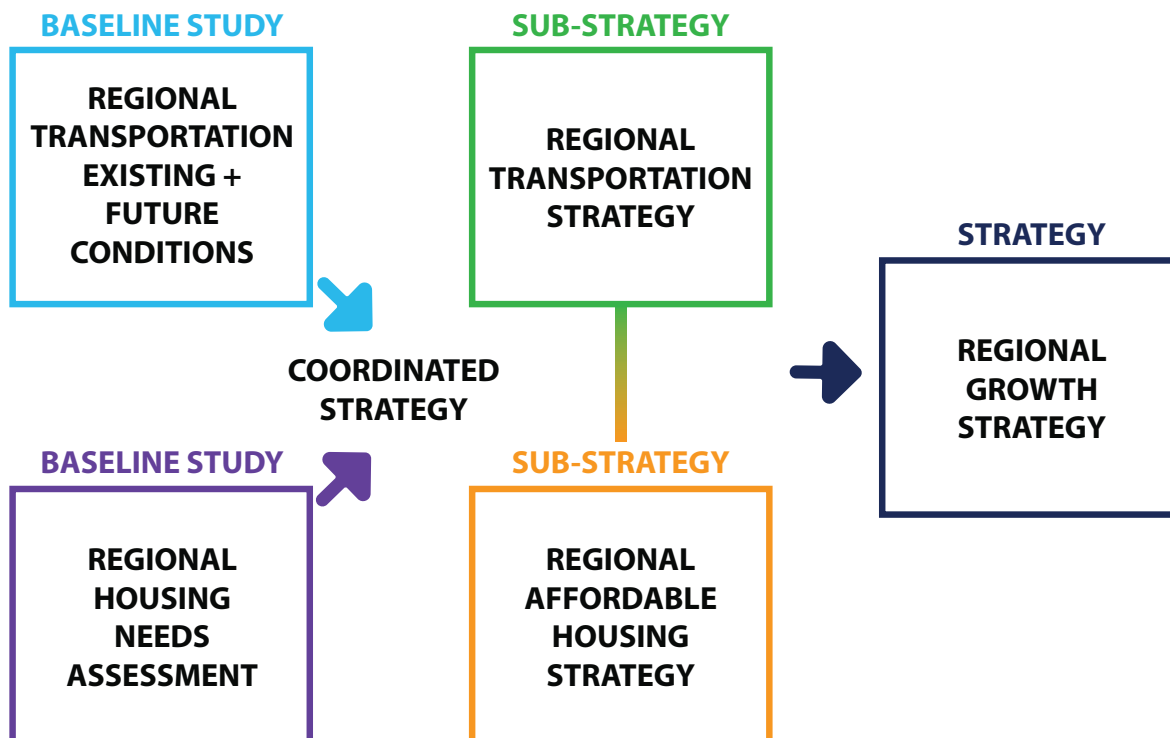 BASELINE STUDY
REGIONAL
TRANSPORTATION
EXISTING +
FUTURE
CONDITIONS
SUB-STRATEGY
REGIONAL
TRANSPORTATION
STRATEGY
COORDINATED
STRATEGY
STRATEGY
REGIONAL
GROWTH
STRATEGY
BASELINE STUDY
REGIONAL
HOUSING
NEEDS
ASSESSMENT
SUB-STRATEGY
REGIONAL
AFFORDABLE
HOUSING
STRATEGY